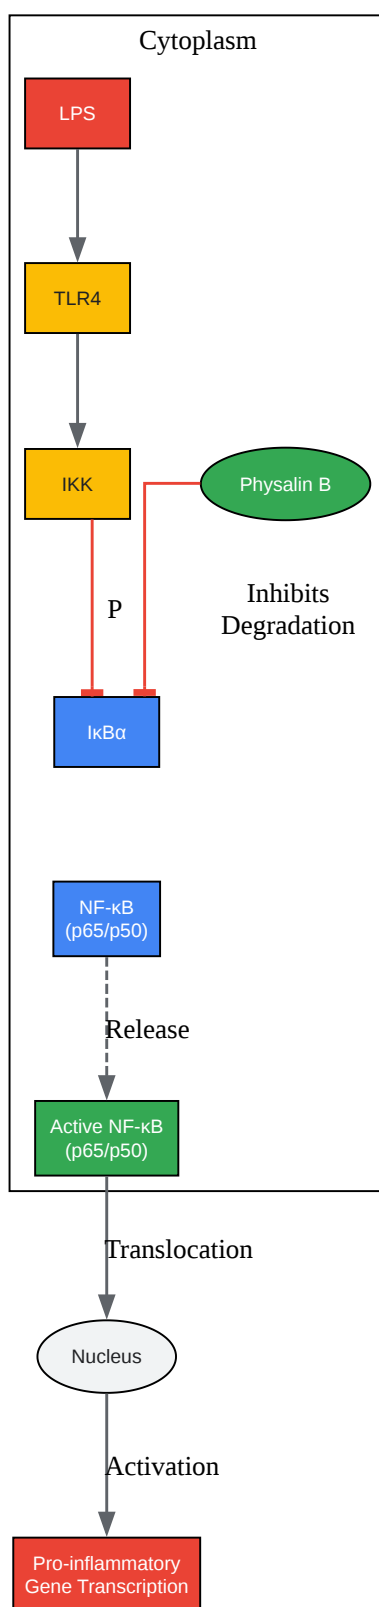 Cytoplasm
LPS
TLR4
IKK
Physalin B
P
Inhibits
Degradation
IκBα
NF-κB
(p65/p50)
Release
Active NF-κB
(p65/p50)
Translocation
Nucleus
Activation
Pro-inflammatory
Gene Transcription